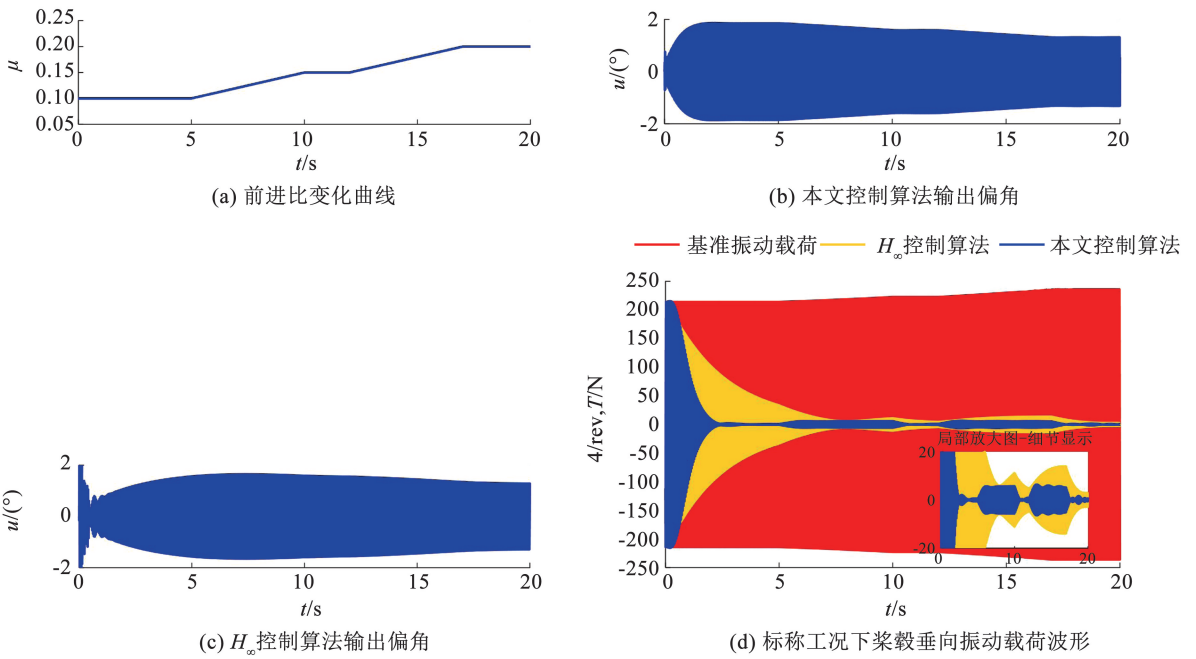 0.25
0.20
0.15
0.10
0.05
μ
0 5 10 15 20
t/s
(a) 前进比变化曲线
2
0
-2
u/(°)
0 5 10 15 20
t/s
(b) 本文控制算法输出偏角
2
0
-2
u/(°)
0 5 10 15 20
t/s
(c) H∞控制算法输出偏角
基准振动载荷 H∞控制算法 本文控制算法
250
200
150
100
50
0
-50
-100
-150
-200
-250
4/rev,T/N
局部放大图-细节显示
20
0
-20
0 10 20
0 5 10 15 20
t/s
(d) 标称工况下桨毂垂向振动载荷波形